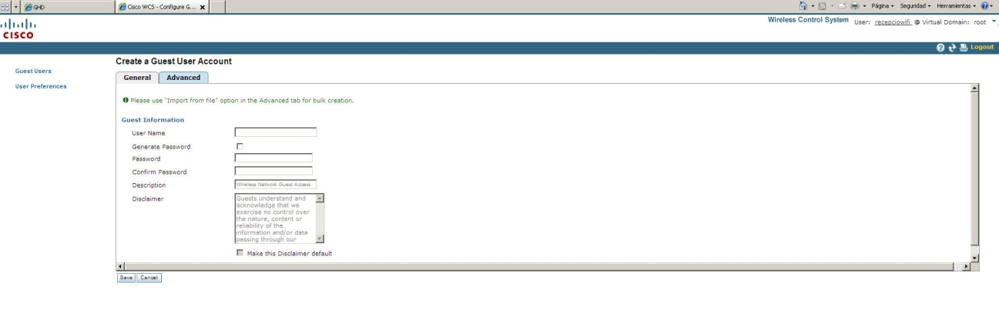 GHD
Cisco WCS - Configure G...
Página
Seguridad
Herramientas
CISCO
Wireless Control System User: recepciowifi @ Virtual Domain: root
Logout
Guest Users
User Preferences
Create a Guest User Account
General Advanced
Please use "Import from file" option in the Advanced tab for bulk creation.
Guest Information
User Name
Generate Password
Password
Confirm Password
Description Wireless Network Guest Access
Disclaimer
Guests understand and
acknowledge that we
exercise no control over
the nature, content or
reliability of the
information and/or data
passing through our
Make this Disclaimer default
Save Cancel